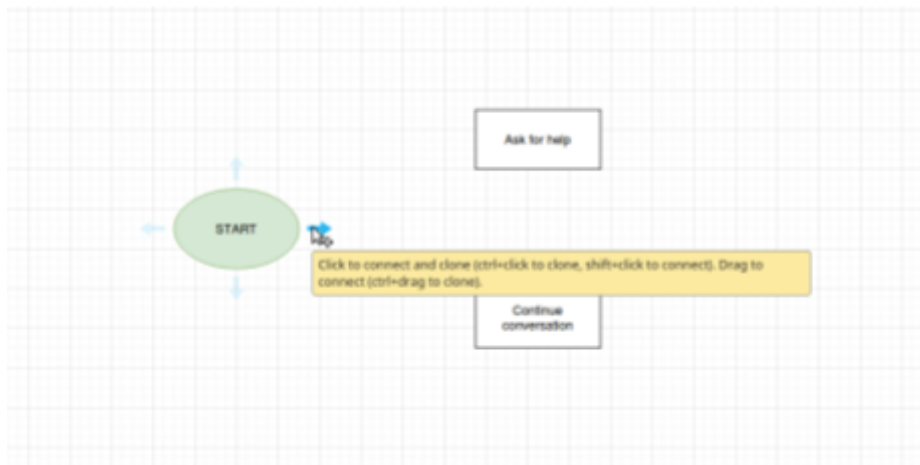 Ask for help
START
Click to connect and clone (ctrl+click to clone, shift+click to connect). Drag to
connect (ctrl+drag to clone).
Continue
conversation